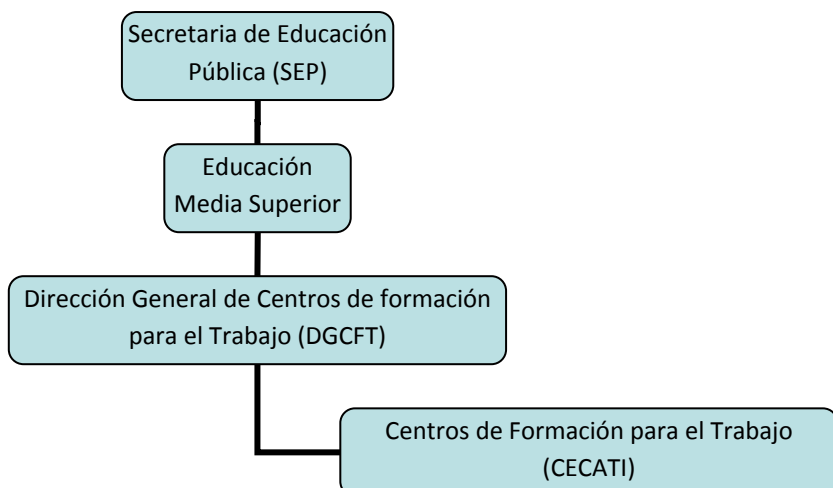 Secretaria de Educación
Pública (SEP)
Educación
Media Superior
Dirección General de Centros de formación
para el Trabajo (DGCFT)
Centros de Formación para el Trabajo
(CECATI)